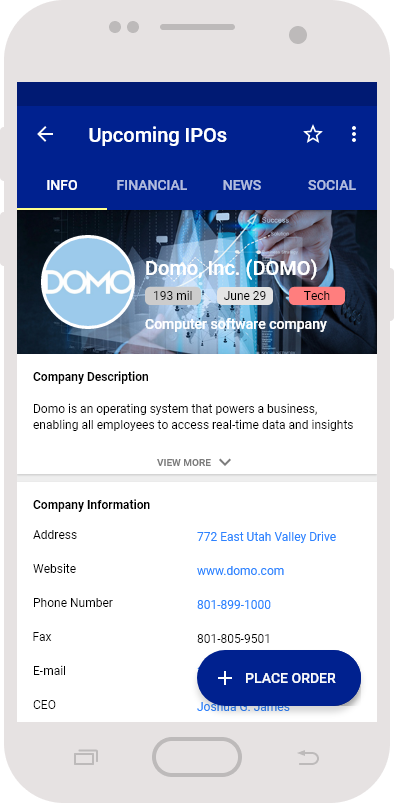 Upcoming IPOs
INFO FINANCIAL NEWS SOCIAL
Success
Solution
DOMO
Domo, Inc. (DOMO)
193 mil June 29 Tech
Computer software company
Company Description
Domo is an operating system that powers a business,
enabling all employees to access real-time data and insights
VIEW MORE
Company Information
Address 772 East Utah Valley Drive
Website www.domo.com
Phone Number 801-899-1000
Fax 801-805-9501
E-mail
+ PLACE ORDER
CEO Joshua G. James